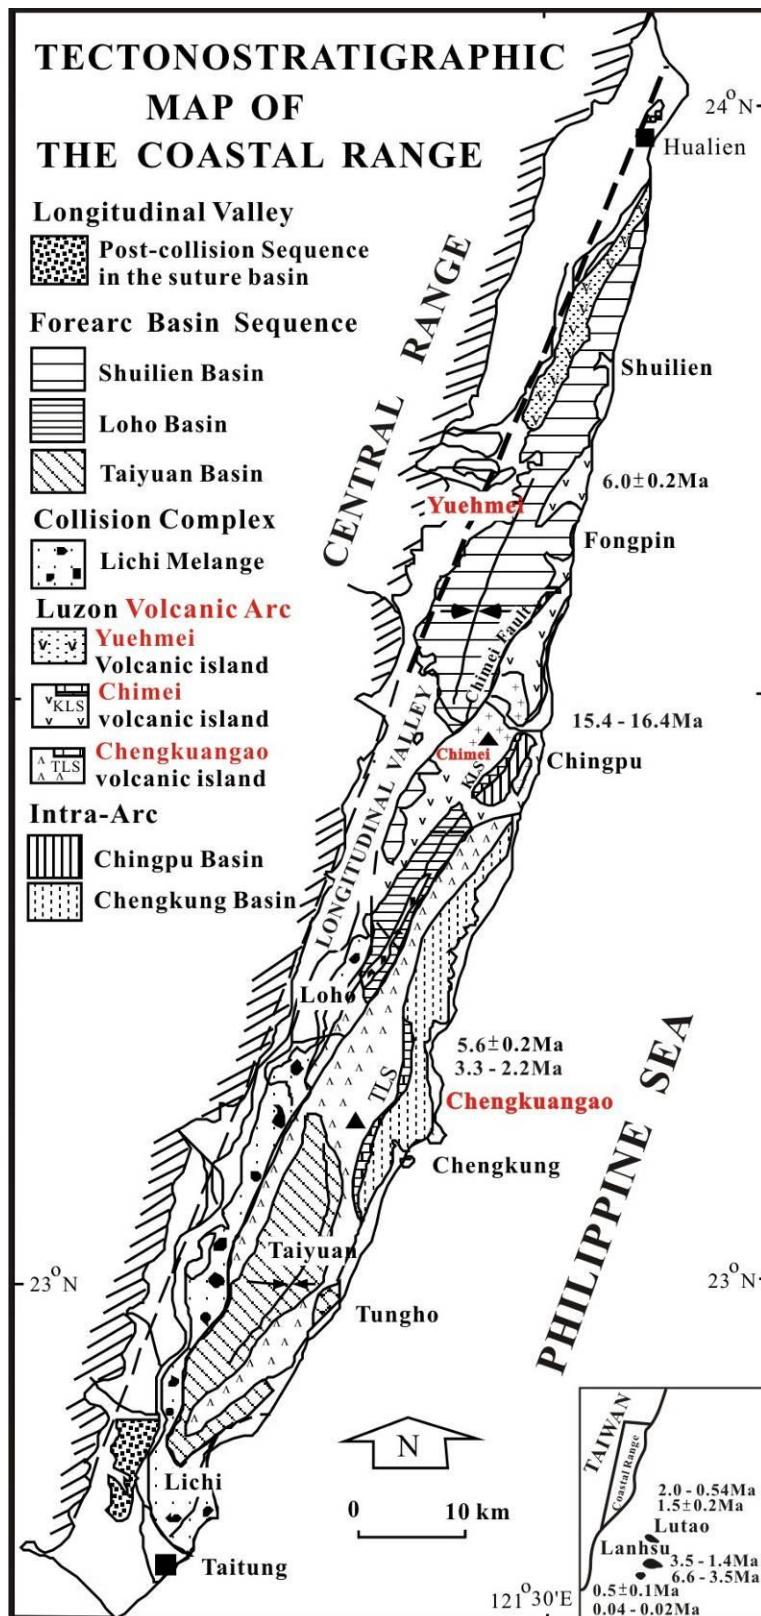 TECTONOSTRATIGRAPHIC
MAP OF
THE COASTAL RANGE
Longitudinal Valley
Post-collision Sequence
in the suture basin
Forearc Basin Sequence
Shuilien Basin
Loho Basin
Taiyuan Basin
Collision Complex
Lichi Melange
Luzon Volcanic Arc
Yuehmei
Volcanic island
KLS
Chimei
volcanic island
TLS
Chengkuangao
volcanic island
Intra-Arc
Chingpu Basin
Chengkung Basin
24°N
Hualien
CENTRAL RANGE
Shuilien
6.0±0.2Ma
Yuehmei
Fongpin
Chimei Fault
15.4 - 16.4Ma
Chimei
KLS
Chingpu
LONGITUDINAL VALLEY
Loho
5.6±0.2Ma
3.3 - 2.2Ma
TLS
Chengkuangao
Chengkung
PHILIPPINE SEA
Taiyuan
23°N
23°N
Tungho
N
Lichi
0 10 km
Taitung
121°30'E
TAIWAN
Coastal Range
2.0 - 0.54Ma
1.5±0.2Ma
Lutao
Lanhsu
3.5 - 1.4Ma
6.6 - 3.5Ma
0.5±0.1Ma
0.04 - 0.02Ma